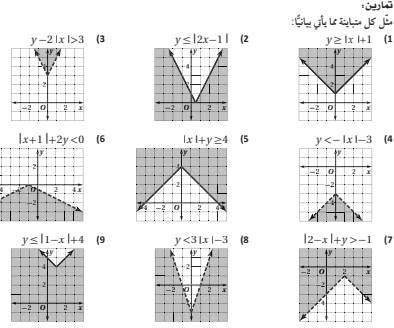 تمارين:
مثّل كل متباينة مما يأتي بيانيًّا:
(1 y ≥ |x| + 1
(2 y ≤ |2x−1|
(3 y−2|x|>3
(4 y<−|x|−3
(5 |x|+y ≥4
(6 |x+1|+2y<0
(7 |2−x|+y>−1
(8 y<3|x|−3
(9 y ≤ |1−x|+4